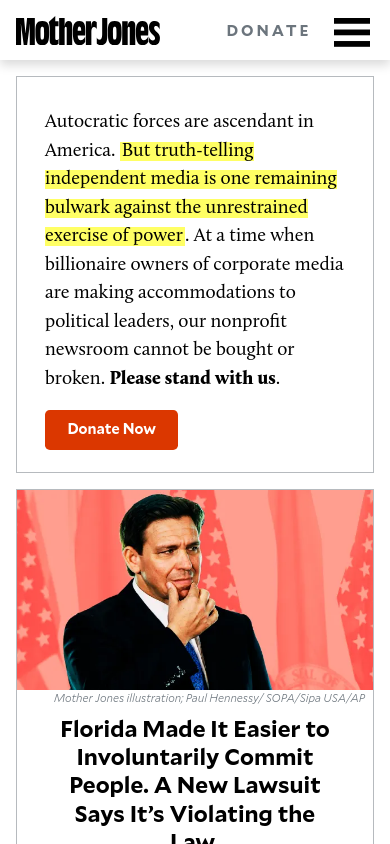 Mother Jones
DONATE
Autocratic forces are ascendant in
America. But truth-telling
independent media is one remaining
bulwark against the unrestrained
exercise of power. At a time when
billionaire owners of corporate media
are making accommodations to
political leaders, our nonprofit
newsroom cannot be bought or
broken. Please stand with us.
Donate Now
Mother Jones illustration; Paul Hennessy/ SOPA/Sipa USA/AP
Florida Made It Easier to
Involuntarily Commit
People. A New Lawsuit
Says It’s Violating the
Law